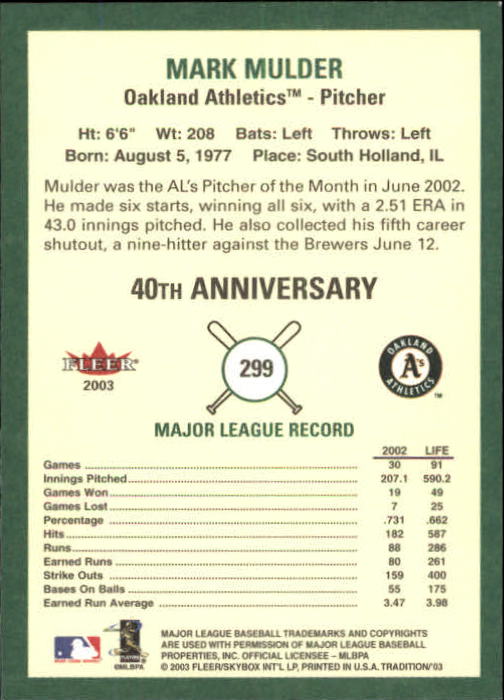 MARK MULDER
Oakland Athletics™ - Pitcher
Ht: 6'6" Wt: 208 Bats: Left Throws: Left
Born: August 5, 1977 Place: South Holland, IL
Mulder was the AL's Pitcher of the Month in June 2002.
He made six starts, winning all six, with a 2.51 ERA in
43.0 innings pitched. He also collected his fifth career
shutout, a nine-hitter against the Brewers June 12.
40TH ANNIVERSARY
FLEER®
2003
299
OAKLAND
A's
ATHLETICS
™
MAJOR LEAGUE RECORD
2002 LIFE
Games 30 91
Innings Pitched 207.1 590.2
Games Won 19 49
Games Lost 7 25
Percentage .731 .662
Hits 182 587
Runs 88 286
Earned Runs 80 261
Strike Outs 159 400
Bases On Balls 55 175
Earned Run Average 3.47 3.98
©MLBPA
MAJOR LEAGUE BASEBALL TRADEMARKS AND COPYRIGHTS
ARE USED WITH PERMISSION OF MAJOR LEAGUE BASEBALL
PROPERTIES, INC. OFFICIAL LICENSEE - MLBPA
© 2003 FLEER/SKYBOX INT'L LP, PRINTED IN U.S.A. TRADITION'03